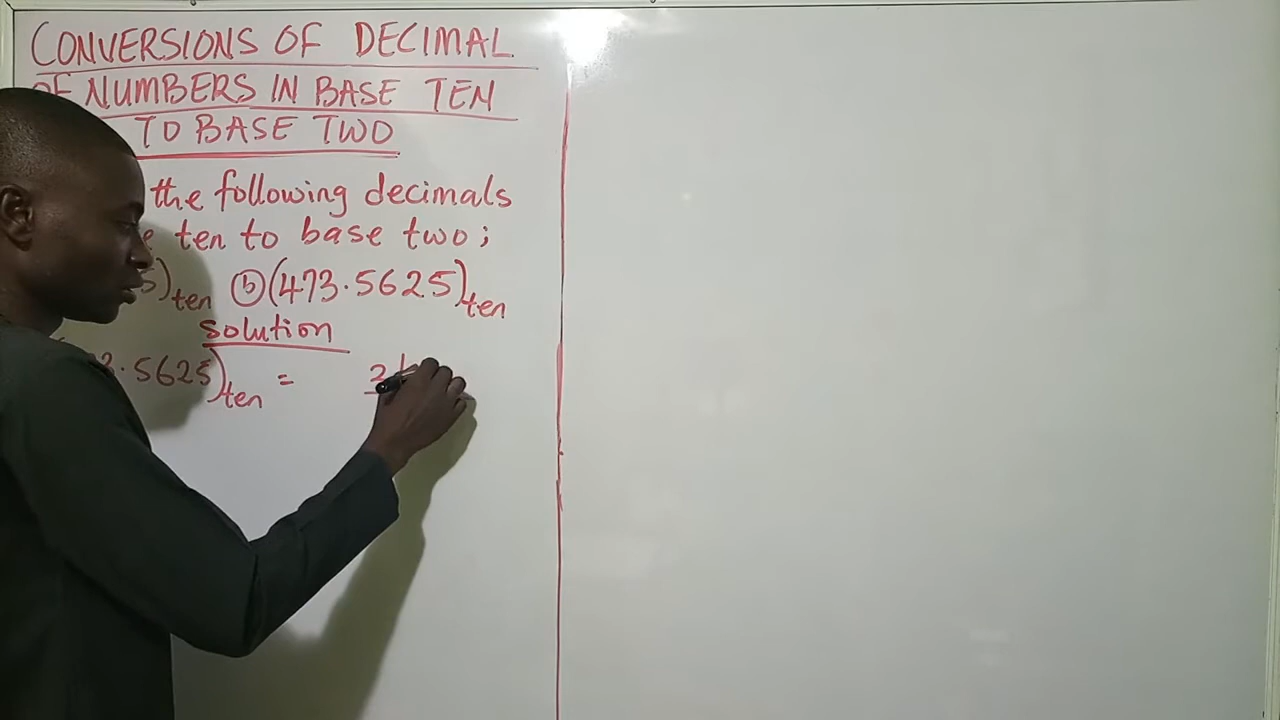 CONVERSIONS OF DECIMAL
OF NUMBERS IN BASE TEN
TO BASE TWO
the following decimals
ten to base two;
5)ten (b) (473.5625)ten
solution
3.5625)ten = 2